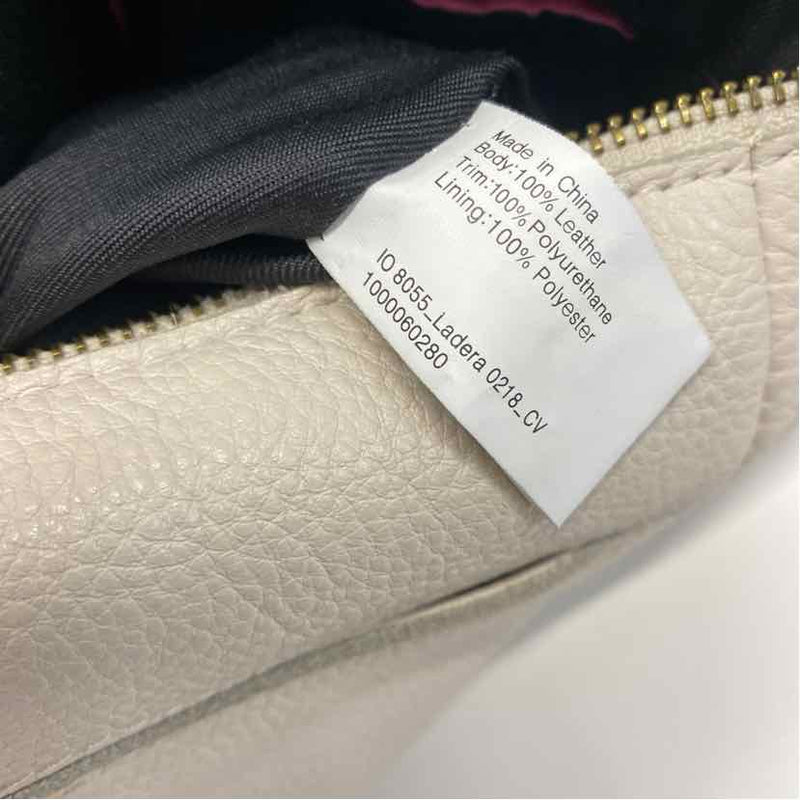 Made in China
Body:100% Leather
Trim:100% Polyurethane
Lining:100% Polyester
IO 8055_Ladera 0218_CV
1000060280